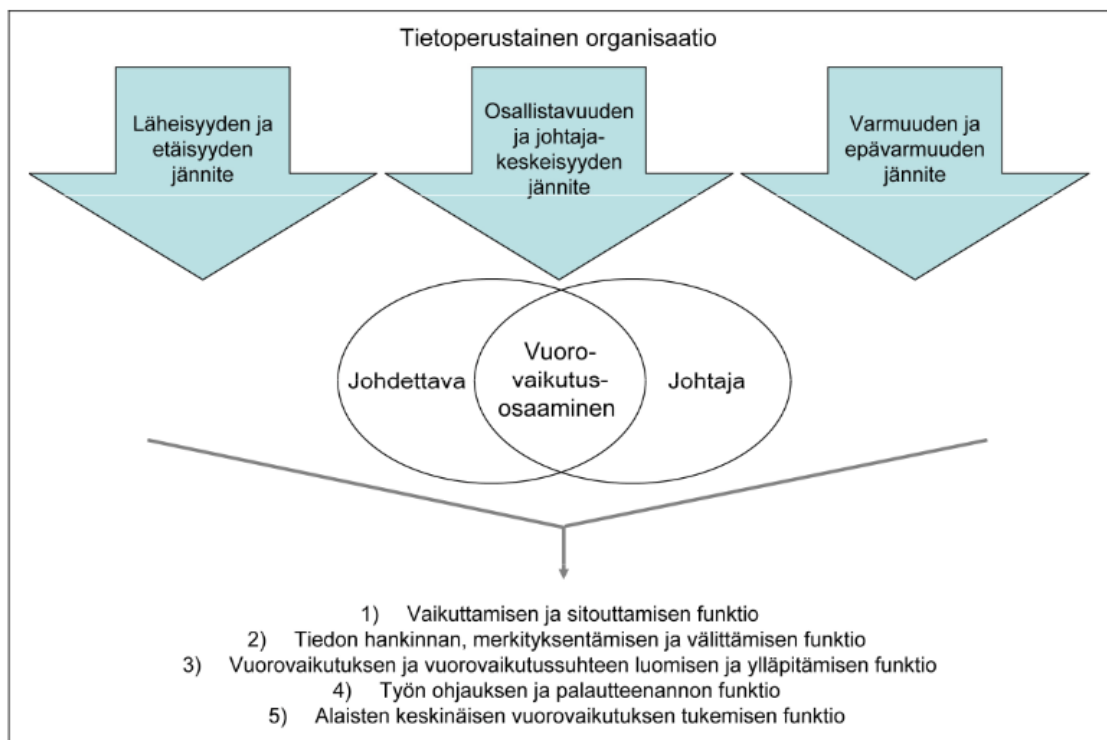 Tietoperustainen organisaatio
Läheisyyden ja
etäisyyden
jännite
Osallistavuuden
ja johtaja-
keskeisyyden
jännite
Varmuuden ja
epävarmuuden
jännite
Johdettava
Vuoro-
vaikutus-
osaaminen
Johtaja
1) Vaikuttamisen ja sitouttamisen funktio
2) Tiedon hankinnan, merkityksentämisen ja välittämisen funktio
3) Vuorovaikutuksen ja vuorovaikutussuhteen luomisen ja ylläpitämisen funktio
4) Työn ohjauksen ja palautteenannon funktio
5) Alaisten keskinäisen vuorovaikutuksen tukemisen funktio